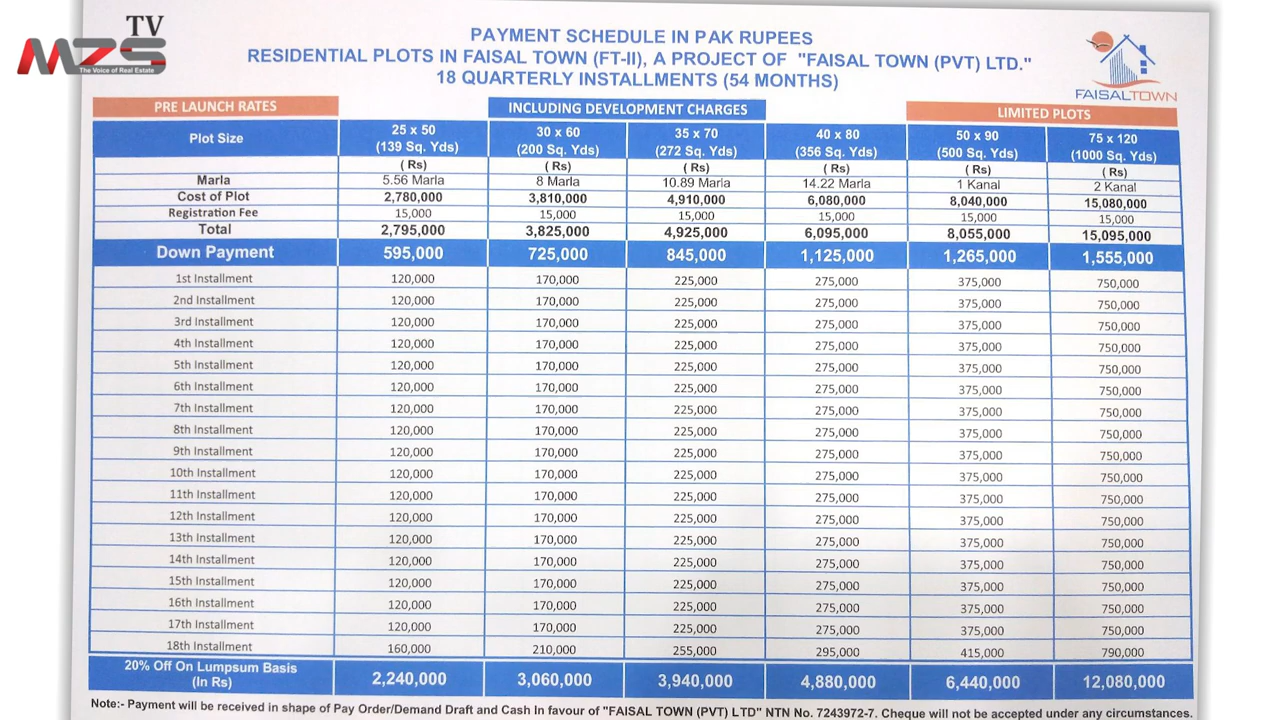 TV
MZS
The Voice of Real Estate
PAYMENT SCHEDULE IN PAK RUPEES
RESIDENTIAL PLOTS IN FAISAL TOWN (FT-II), A PROJECT OF "FAISAL TOWN (PVT) LTD."
18 QUARTERLY INSTALLMENTS (54 MONTHS)
FAISALTOWN
PRE LAUNCH RATES INCLUDING DEVELOPMENT CHARGES LIMITED PLOTS
Plot Size 25 x 50 30 x 60 35 x 70 40 x 80 50 x 90 75 x 120
(139 Sq. Yds) (200 Sq. Yds) (272 Sq. Yds) (356 Sq. Yds) (500 Sq. Yds) (1000 Sq. Yds)
( Rs) ( Rs) ( Rs) ( Rs) ( Rs) ( Rs)
Marla 5.56 Marla 8 Marla 10.89 Marla 14.22 Marla 1 Kanal 2 Kanal
Cost of Plot 2,780,000 3,810,000 4,910,000 6,080,000 8,040,000 15,080,000
Registration Fee 15,000 15,000 15,000 15,000 15,000 15,000
Total 2,795,000 3,825,000 4,925,000 6,095,000 8,055,000 15,095,000
Down Payment 595,000 725,000 845,000 1,125,000 1,265,000 1,555,000
1st Installment 120,000 170,000 225,000 275,000 375,000 750,000
2nd Installment 120,000 170,000 225,000 275,000 375,000 750,000
3rd Installment 120,000 170,000 225,000 275,000 375,000 750,000
4th Installment 120,000 170,000 225,000 275,000 375,000 750,000
5th Installment 120,000 170,000 225,000 275,000 375,000 750,000
6th Installment 120,000 170,000 225,000 275,000 375,000 750,000
7th Installment 120,000 170,000 225,000 275,000 375,000 750,000
8th Installment 120,000 170,000 225,000 275,000 375,000 750,000
9th Installment 120,000 170,000 225,000 275,000 375,000 750,000
10th Installment 120,000 170,000 225,000 275,000 375,000 750,000
11th Installment 120,000 170,000 225,000 275,000 375,000 750,000
12th Installment 120,000 170,000 225,000 275,000 375,000 750,000
13th Installment 120,000 170,000 225,000 275,000 375,000 750,000
14th Installment 120,000 170,000 225,000 275,000 375,000 750,000
15th Installment 120,000 170,000 225,000 275,000 375,000 750,000
16th Installment 120,000 170,000 225,000 275,000 375,000 750,000
17th Installment 120,000 170,000 225,000 275,000 375,000 750,000
18th Installment 160,000 210,000 255,000 295,000 415,000 790,000
20% Off On Lumpsum Basis
(In Rs) 2,240,000 3,060,000 3,940,000 4,880,000 6,440,000 12,080,000
Note:- Payment will be received in shape of Pay Order/Demand Draft and Cash In favour of "FAISAL TOWN (PVT) LTD" NTN No. 7243972-7. Cheque will not be accepted under any circumstances.